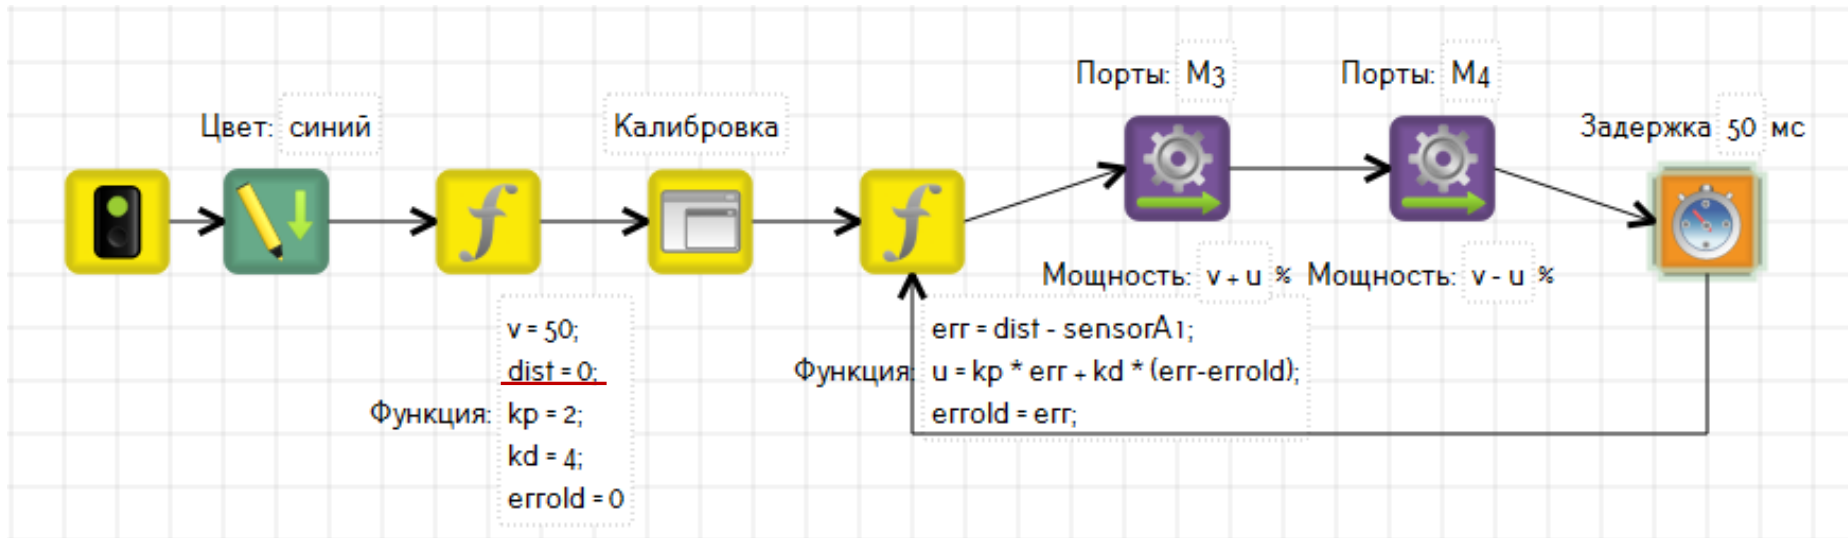 Цвет: синий
v = 50;
dist = 0;
Функция: kp = 2;
kd = 4;
errold = 0
Калибровка
err = dist - sensorA1;
Функция: u = kp * err + kd * (err-errold);
errold = err;
Порты: M3
Мощность: v + u %
Порты: M4
Мощность: v - u %
Задержка 50 мс